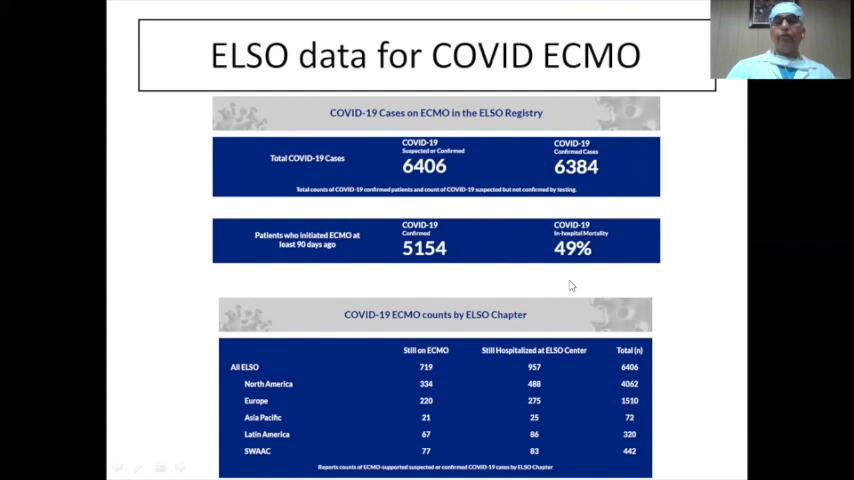 ELSO data for COVID ECMO
COVID-19 Cases on ECMO in the ELSO Registry
Total COVID-19 Cases
COVID-19
Suspected or Confirmed
6406
COVID-19
Confirmed Cases
6384
Total counts of COVID-19 confirmed patients and count of COVID-19 suspected but not confirmed by testing.
Patients who initiated ECMO at
least 90 days ago
COVID-19
Confirmed
5154
COVID-19
In-hospital Mortality
49%
COVID-19 ECMO counts by ELSO Chapter
Still on ECMO Still Hospitalized at ELSO Center Total (n)
All ELSO 719 957 6406
North America 334 488 4062
Europe 220 275 1510
Asia Pacific 21 25 72
Latin America 67 86 320
SWAAC 77 83 442
Reports counts of ECMO-supported suspected or confirmed COVID-19 cases by ELSO Chapter